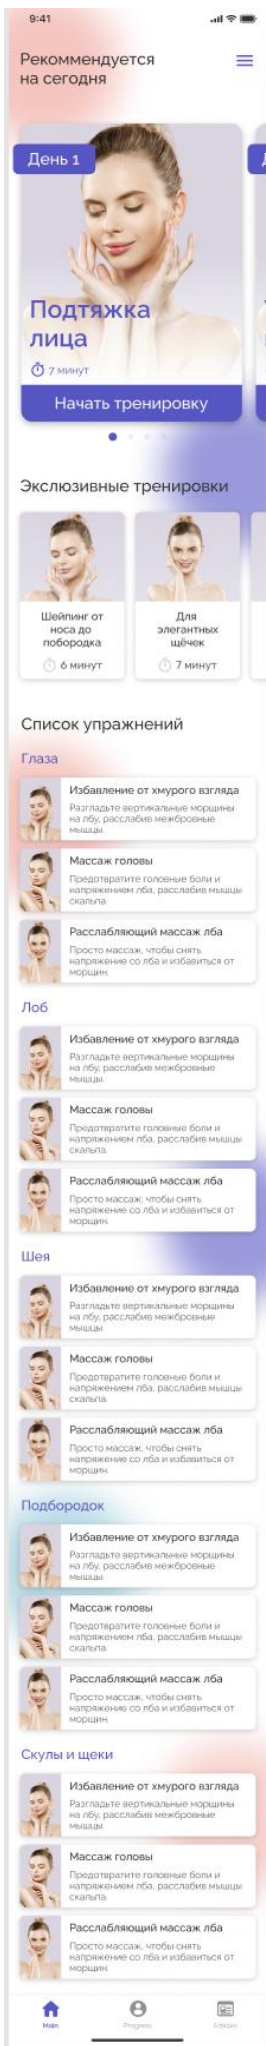 9:41
Рекоммендуется
на сегодня
День 1
Подтяжка
лица
7 минут
Начать тренировку
Эксклюзивные тренировки
Шейпинг от
носа до
побородка
6 минут
Для
элегантных
щёчек
7 минут
Список упражнений
Глаза
Избавление от хмурого взгляда
Разгладьте вертикальные морщины
на лбу, расслабив межбровные
мышцы.
Массаж головы
Предотвратите головные боли и
напряжением лба, расслабив мышцы
скальпа.
Расслабляющий массаж лба
Просто массаж, чтобы снять
напряжение со лба и избавиться от
морщин.
Лоб
Избавление от хмурого взгляда
Разгладьте вертикальные морщины
на лбу, расслабив межбровные
мышцы.
Массаж головы
Предотвратите головные боли и
напряжением лба, расслабив мышцы
скальпа.
Расслабляющий массаж лба
Просто массаж, чтобы снять
напряжение со лба и избавиться от
морщин.
Шея
Избавление от хмурого взгляда
Разгладьте вертикальные морщины
на лбу, расслабив межбровные
мышцы.
Массаж головы
Предотвратите головные боли и
напряжением лба, расслабив мышцы
скальпа.
Расслабляющий массаж лба
Просто массаж, чтобы снять
напряжение со лба и избавиться от
морщин.
Подбородок
Избавление от хмурого взгляда
Разгладьте вертикальные морщины
на лбу, расслабив межбровные
мышцы.
Массаж головы
Предотвратите головные боли и
напряжением лба, расслабив мышцы
скальпа.
Расслабляющий массаж лба
Просто массаж, чтобы снять
напряжение со лба и избавиться от
морщин.
Скулы и щеки
Избавление от хмурого взгляда
Разгладьте вертикальные морщины
на лбу, расслабив межбровные
мышцы.
Массаж головы
Предотвратите головные боли и
напряжением лба, расслабив мышцы
скальпа.
Расслабляющий массаж лба
Просто массаж, чтобы снять
напряжение со лба и избавиться от
морщин.
Main
Progress
Articles